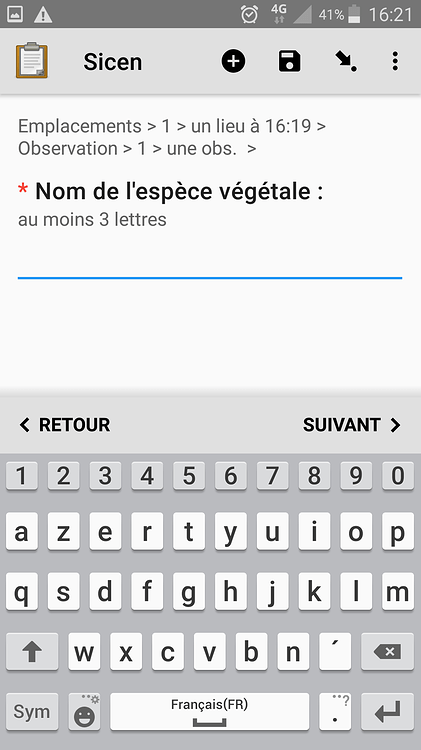 4G 41% 16:21
Sicen
Emplacements > 1 > un lieu à 16:19 >
Observation > 1 > une obs. >
* Nom de l'espèce végétale :
au moins 3 lettres
RETOUR SUIVANT
1 2 3 4 5 6 7 8 9 0
a z e r t y u i o p
q s d f g h j k l m
w x c v b n ´
Sym Français(FR) . ?